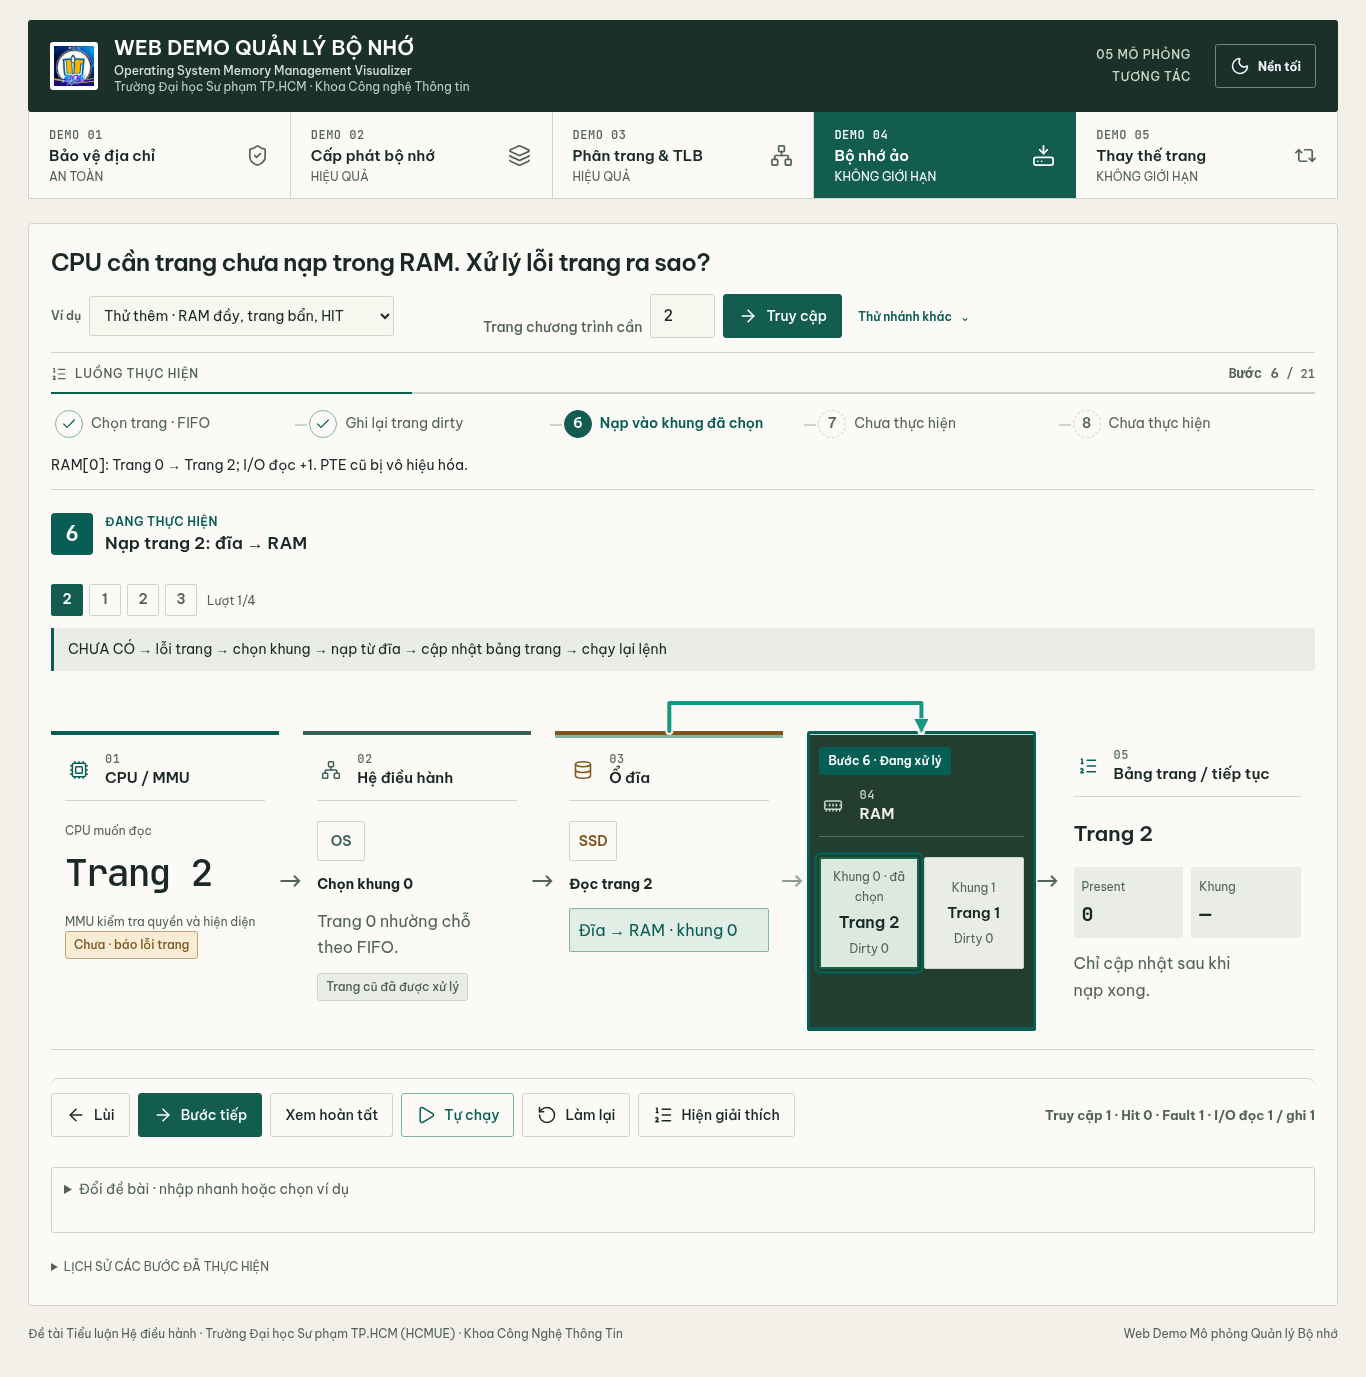 WEB DEMO QUẢN LÝ BỘ NHỚ
Operating System Memory Management Visualizer
Trường Đại học Sư phạm TP.HCM · Khoa Công nghệ Thông tin
05 MÔ PHỎNG
TƯƠNG TÁC
Nền tối
DEMO 01
Bảo vệ địa chỉ
AN TOÀN
DEMO 02
Cấp phát bộ nhớ
HIỆU QUẢ
DEMO 03
Phân trang & TLB
HIỆU QUẢ
DEMO 04
Bộ nhớ ảo
KHÔNG GIỚI HẠN
DEMO 05
Thay thế trang
KHÔNG GIỚI HẠN
CPU cần trang chưa nạp trong RAM. Xử lý lỗi trang ra sao?
Ví dụ
Thử thêm · RAM đầy, trang bẩn, HIT
Trang chương trình cần
2
Truy cập
Thử nhánh khác
LUỒNG THỰC HIỆN
Bước 6 / 21
Chọn trang · FIFO
Ghi lại trang dirty
6 Nạp vào khung đã chọn
7 Chưa thực hiện
8 Chưa thực hiện
RAM[0]: Trang 0 → Trang 2; I/O đọc +1. PTE cũ bị vô hiệu hóa.
6
ĐANG THỰC HIỆN
Nạp trang 2: đĩa → RAM
2 1 2 3 Lượt 1/4
CHƯA CÓ → lỗi trang → chọn khung → nạp từ đĩa → cập nhật bảng trang → chạy lại lệnh
01
CPU / MMU
CPU muốn đọc
Trang 2
MMU kiểm tra quyền và hiện diện
Chưa · báo lỗi trang
02
Hệ điều hành
OS
Chọn khung 0
Trang 0 nhường chỗ
theo FIFO.
Trang cũ đã được xử lý
03
Ổ đĩa
SSD
Đọc trang 2
Đĩa → RAM · khung 0
Bước 6 · Đang xử lý
04
RAM
Khung 0 · đã
chọn
Trang 2
Dirty 0
Khung 1
Trang 1
Dirty 0
05
Bảng trang / tiếp tục
Trang 2
Present
0
Khung
—
Chỉ cập nhật sau khi
nạp xong.
Lùi
Bước tiếp
Xem hoàn tất
Tự chạy
Làm lại
Hiện giải thích
Truy cập 1 · Hit 0 · Fault 1 · I/O đọc 1 / ghi 1
Đổi đề bài · nhập nhanh hoặc chọn ví dụ
LỊCH SỬ CÁC BƯỚC ĐÃ THỰC HIỆN
Đề tài Tiểu luận Hệ điều hành · Trường Đại học Sư phạm TP.HCM (HCMUE) · Khoa Công Nghệ Thông Tin
Web Demo Mô phỏng Quản lý Bộ nhớ